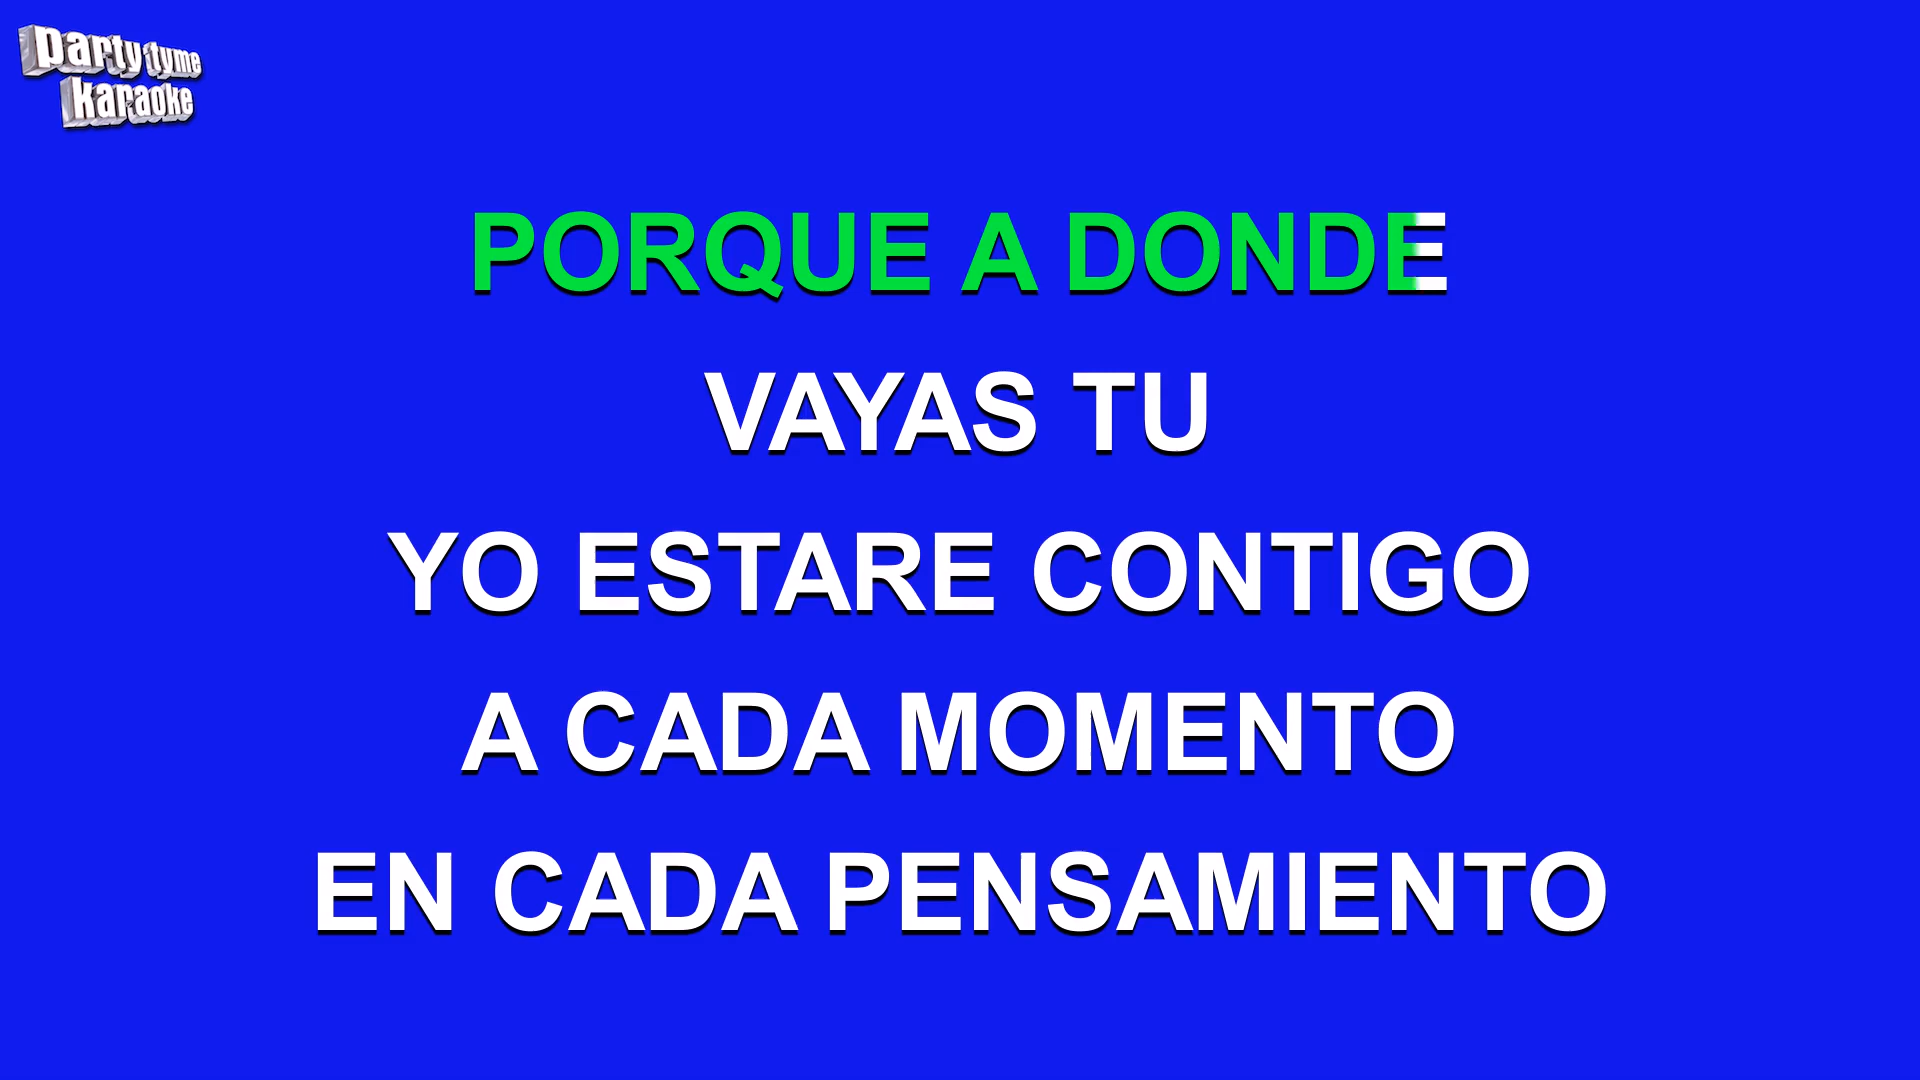 party tyme
karaoke
PORQUE A DONDE
VAYAS TU
YO ESTARE CONTIGO
A CADA MOMENTO
EN CADA PENSAMIENTO